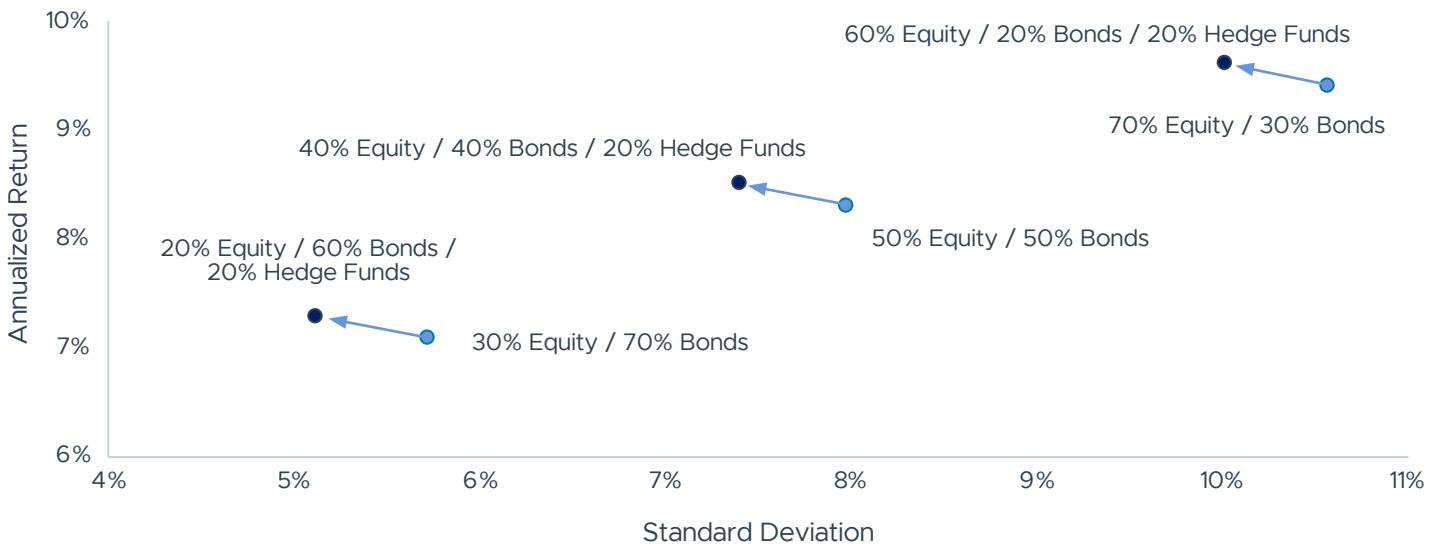 10%
60% Equity / 20% Bonds / 20% Hedge Funds
9%
70% Equity / 30% Bonds
40% Equity / 40% Bonds / 20% Hedge Funds
Annualized Return
8%
50% Equity / 50% Bonds
20% Equity / 60% Bonds /
20% Hedge Funds
7%
30% Equity / 70% Bonds
6%
4%
5%
6%
7%
8%
9%
10%
11%
Standard Deviation